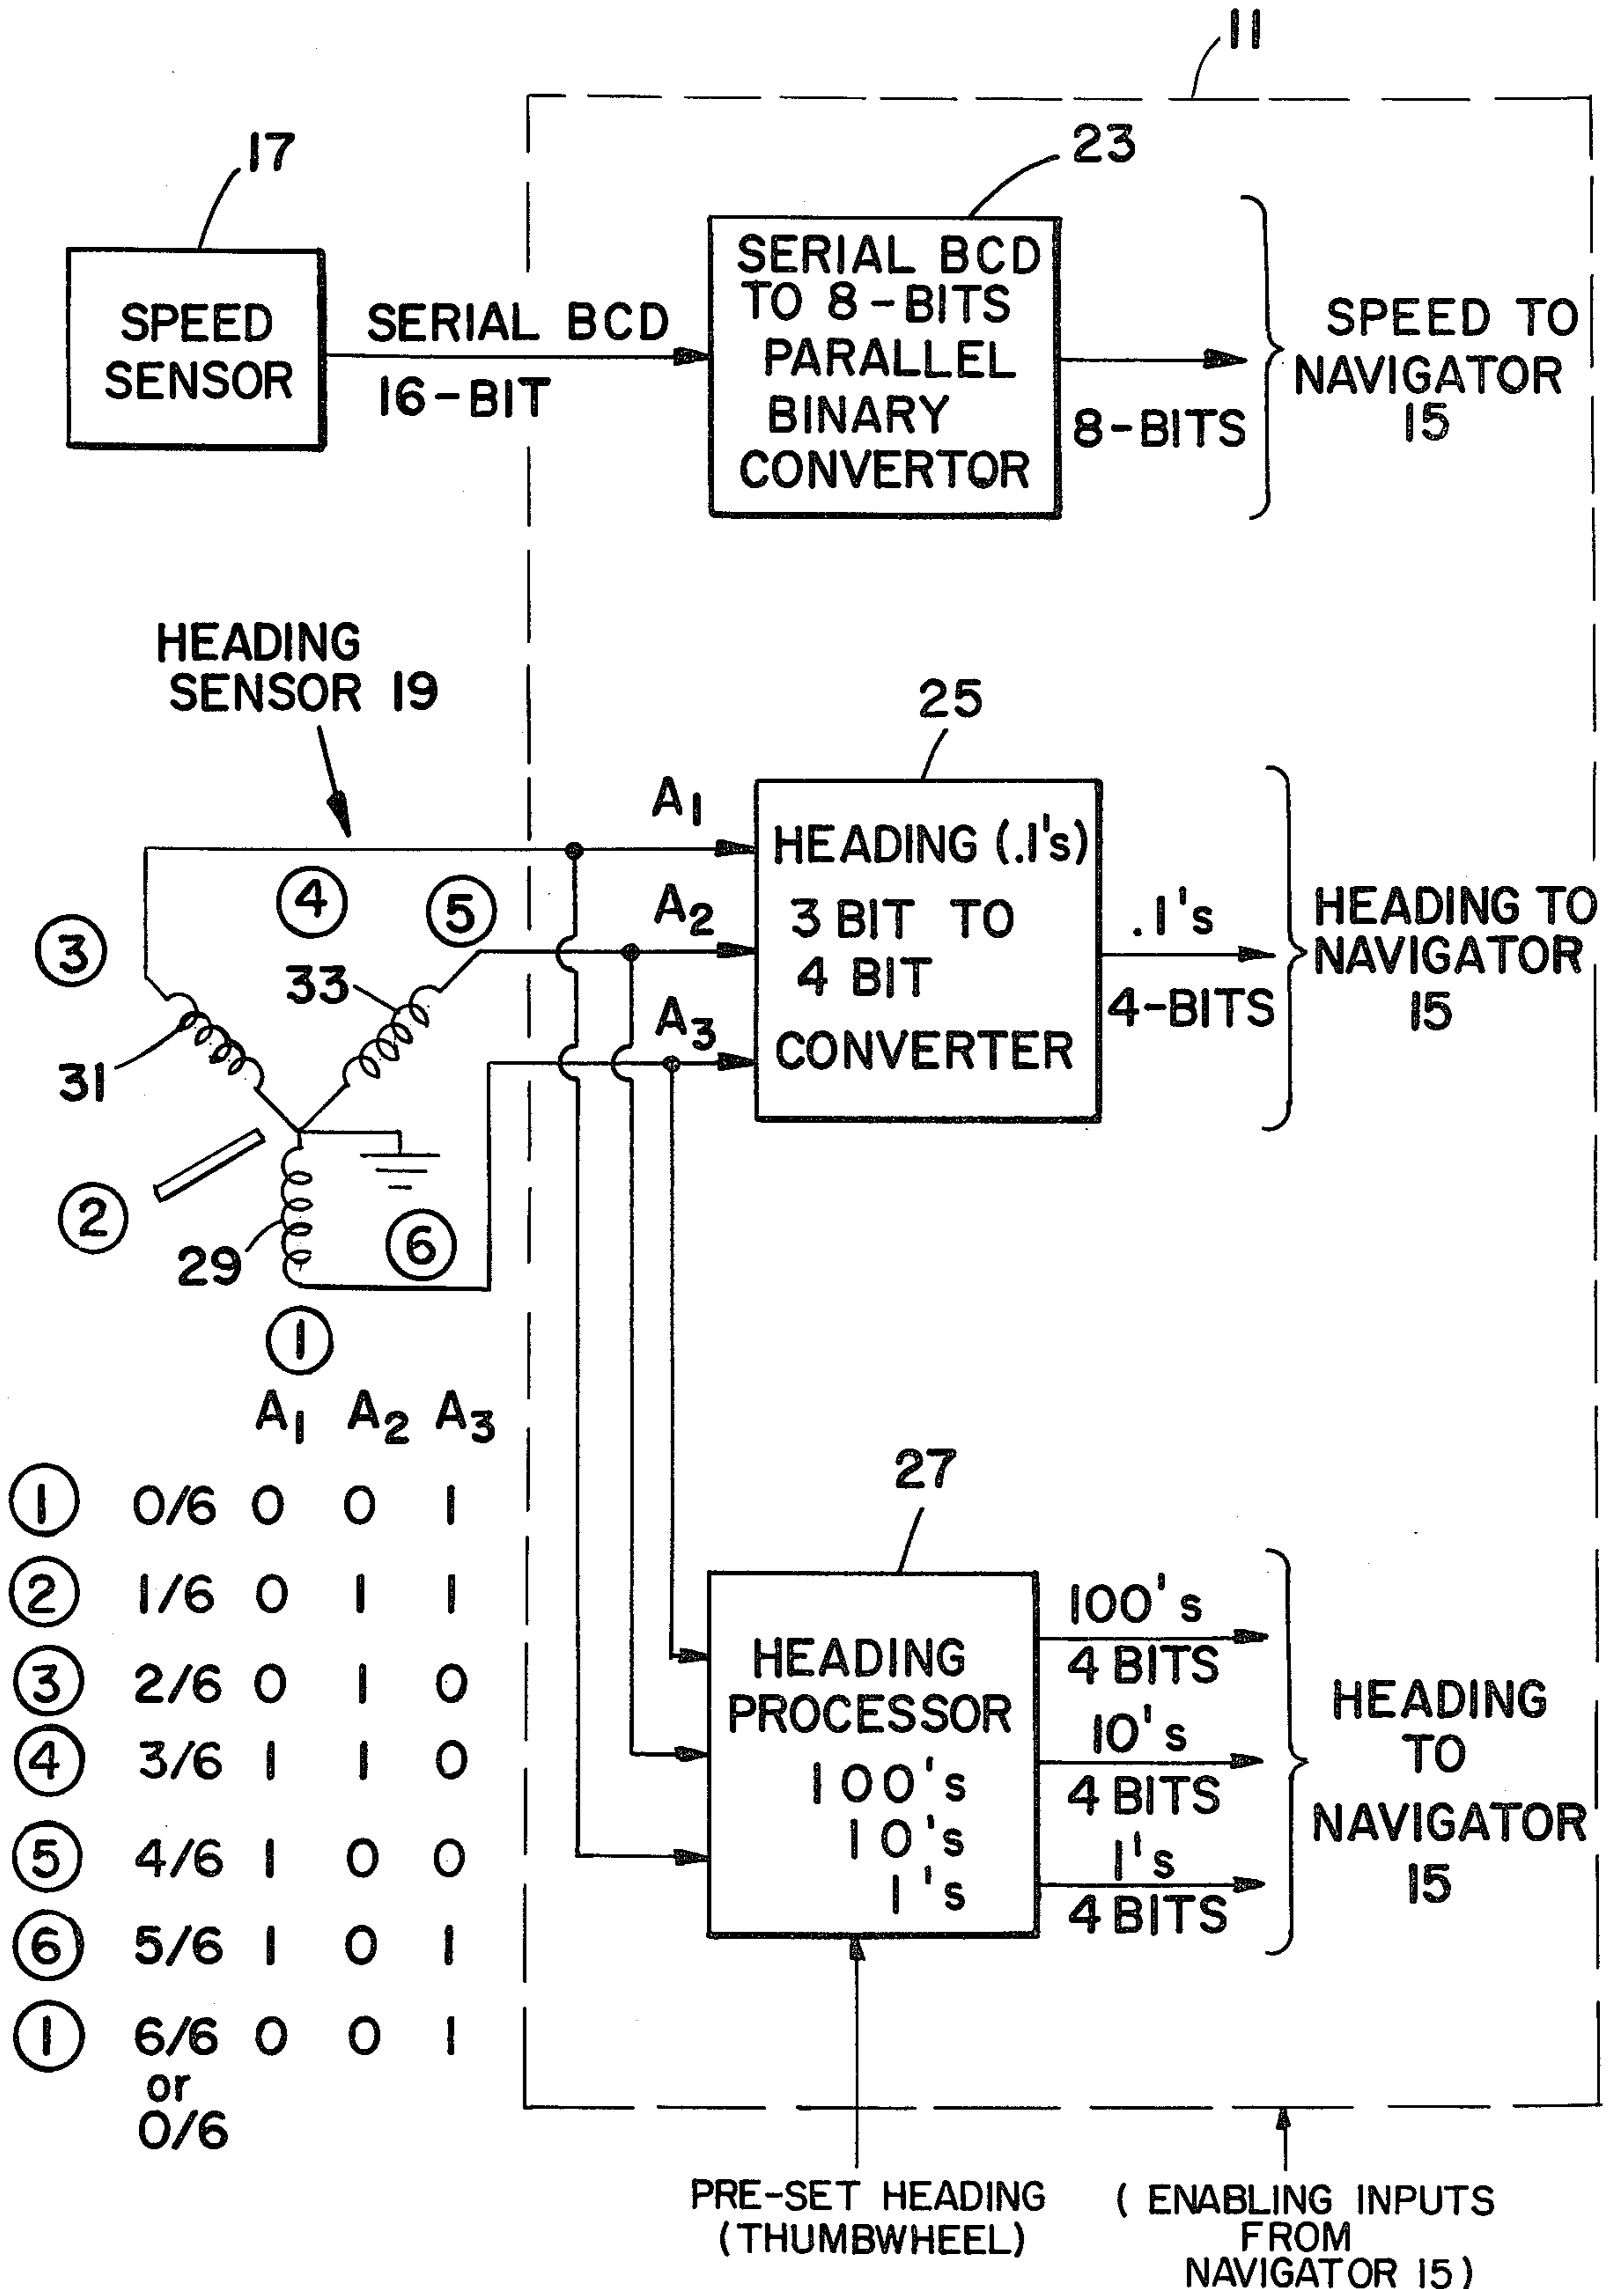 11
17
23
SPEED
SENSOR
SERIAL BCD
16-BIT
SERIAL BCD
TO 8-BITS
PARALLEL
BINARY
CONVERTOR
8-BITS
SPEED TO
NAVIGATOR
15
HEADING
SENSOR 19
25
A1
A2
A3
HEADING (.1's)
3 BIT TO
4 BIT
CONVERTER
.1's
4-BITS
HEADING TO
NAVIGATOR
15
3
4
5
33
31
2
29
6
1
A1 A2 A3
1 0/6 0 0 1
2 1/6 0 1 1
3 2/6 0 1 0
4 3/6 1 1 0
5 4/6 1 0 0
6 5/6 1 0 1
1 6/6 0 0 1
or
0/6
27
HEADING
PROCESSOR
100's
10's
1's
100's
4 BITS
10's
4 BITS
1's
4 BITS
HEADING
TO
NAVIGATOR
15
PRE-SET HEADING
(THUMBWHEEL)
( ENABLING INPUTS
FROM
NAVIGATOR 15)